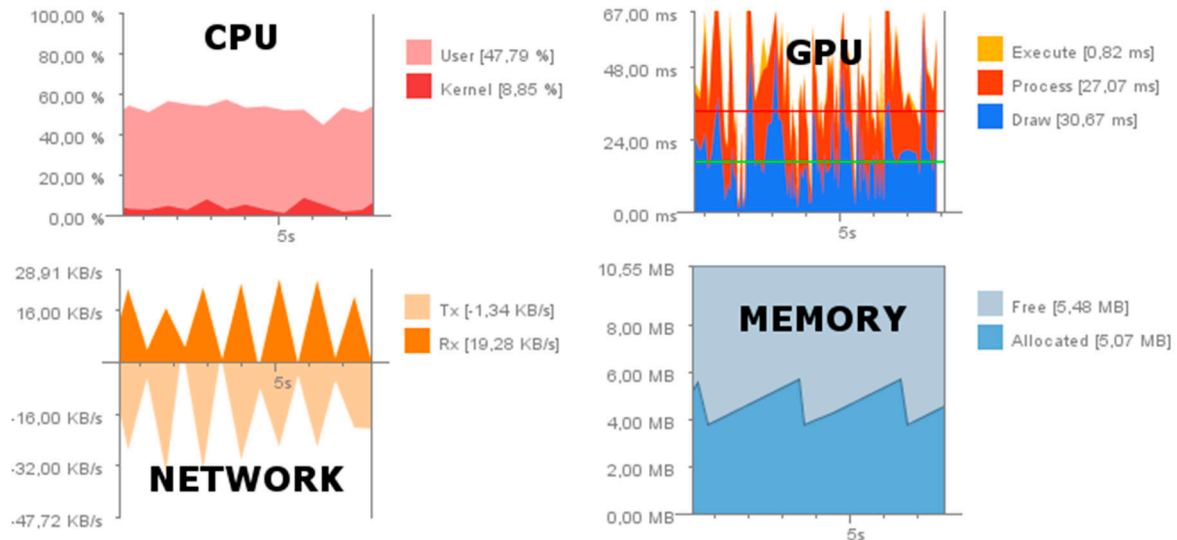 CPU
100,00 %
80,00 %
60,00 %
40,00 %
20,00 %
0,00 %
5s
User [47,79 %]
Kernel [8,85 %]
GPU
67,00 ms
48,00 ms
24,00 ms
0,00 ms
5s
Execute [0,82 ms]
Process [27,07 ms]
Draw [30,67 ms]
28,91 KB/s
16,00 KB/s
-16,00 KB/s
-32,00 KB/s
-47,72 KB/s
5s
NETWORK
Tx [-1,34 KB/s]
Rx [19,28 KB/s]
10,55 MB
8,00 MB
6,00 MB
4,00 MB
2,00 MB
0,00 MB
5s
MEMORY
Free [5,48 MB]
Allocated [5,07 MB]